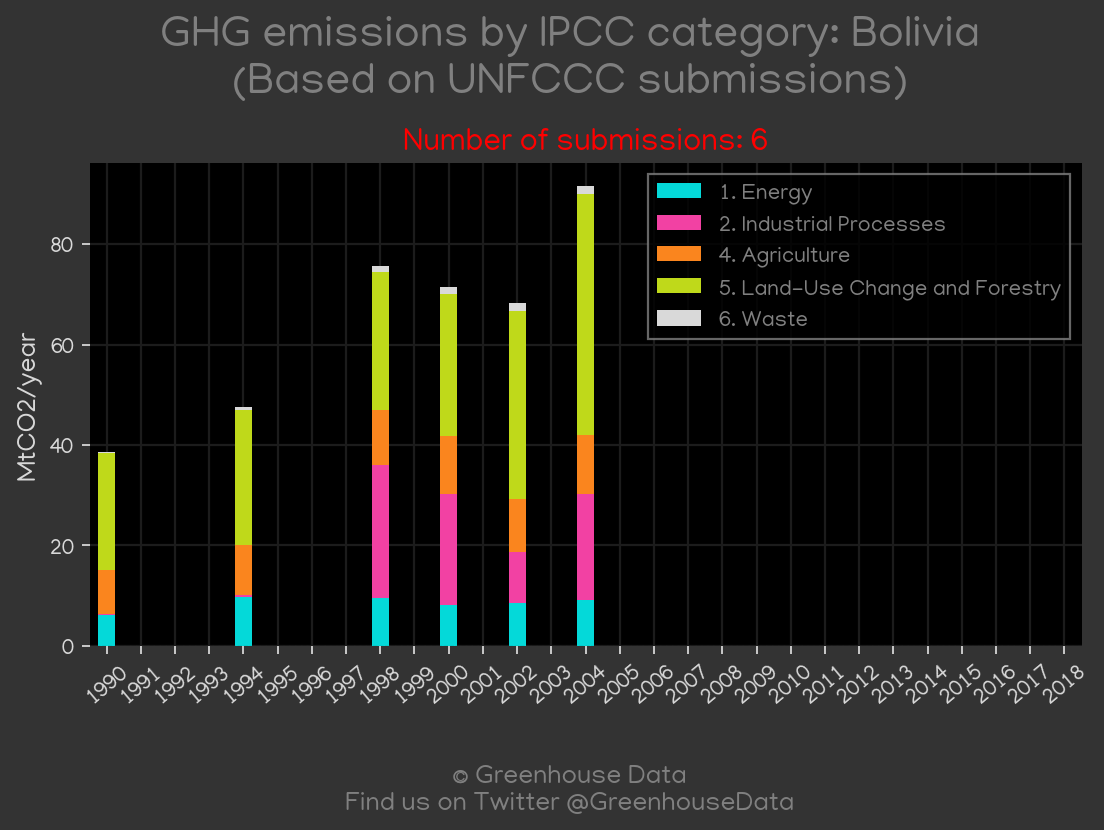 GHG emissions by IPCC category: Bolivia
(Based on UNFCCC submissions)
Number of submissions: 6
1. Energy
2. Industrial Processes
4. Agriculture
5. Land-Use Change and Forestry
6. Waste
MtCO2/year
80
60
40
20
0
1990 1991 1992 1993 1994 1995 1996 1997 1998 1999 2000 2001 2002 2003 2004 2005 2006 2007 2008 2009 2010 2011 2012 2013 2014 2015 2016 2017 2018
© Greenhouse Data
Find us on Twitter @GreenhouseData